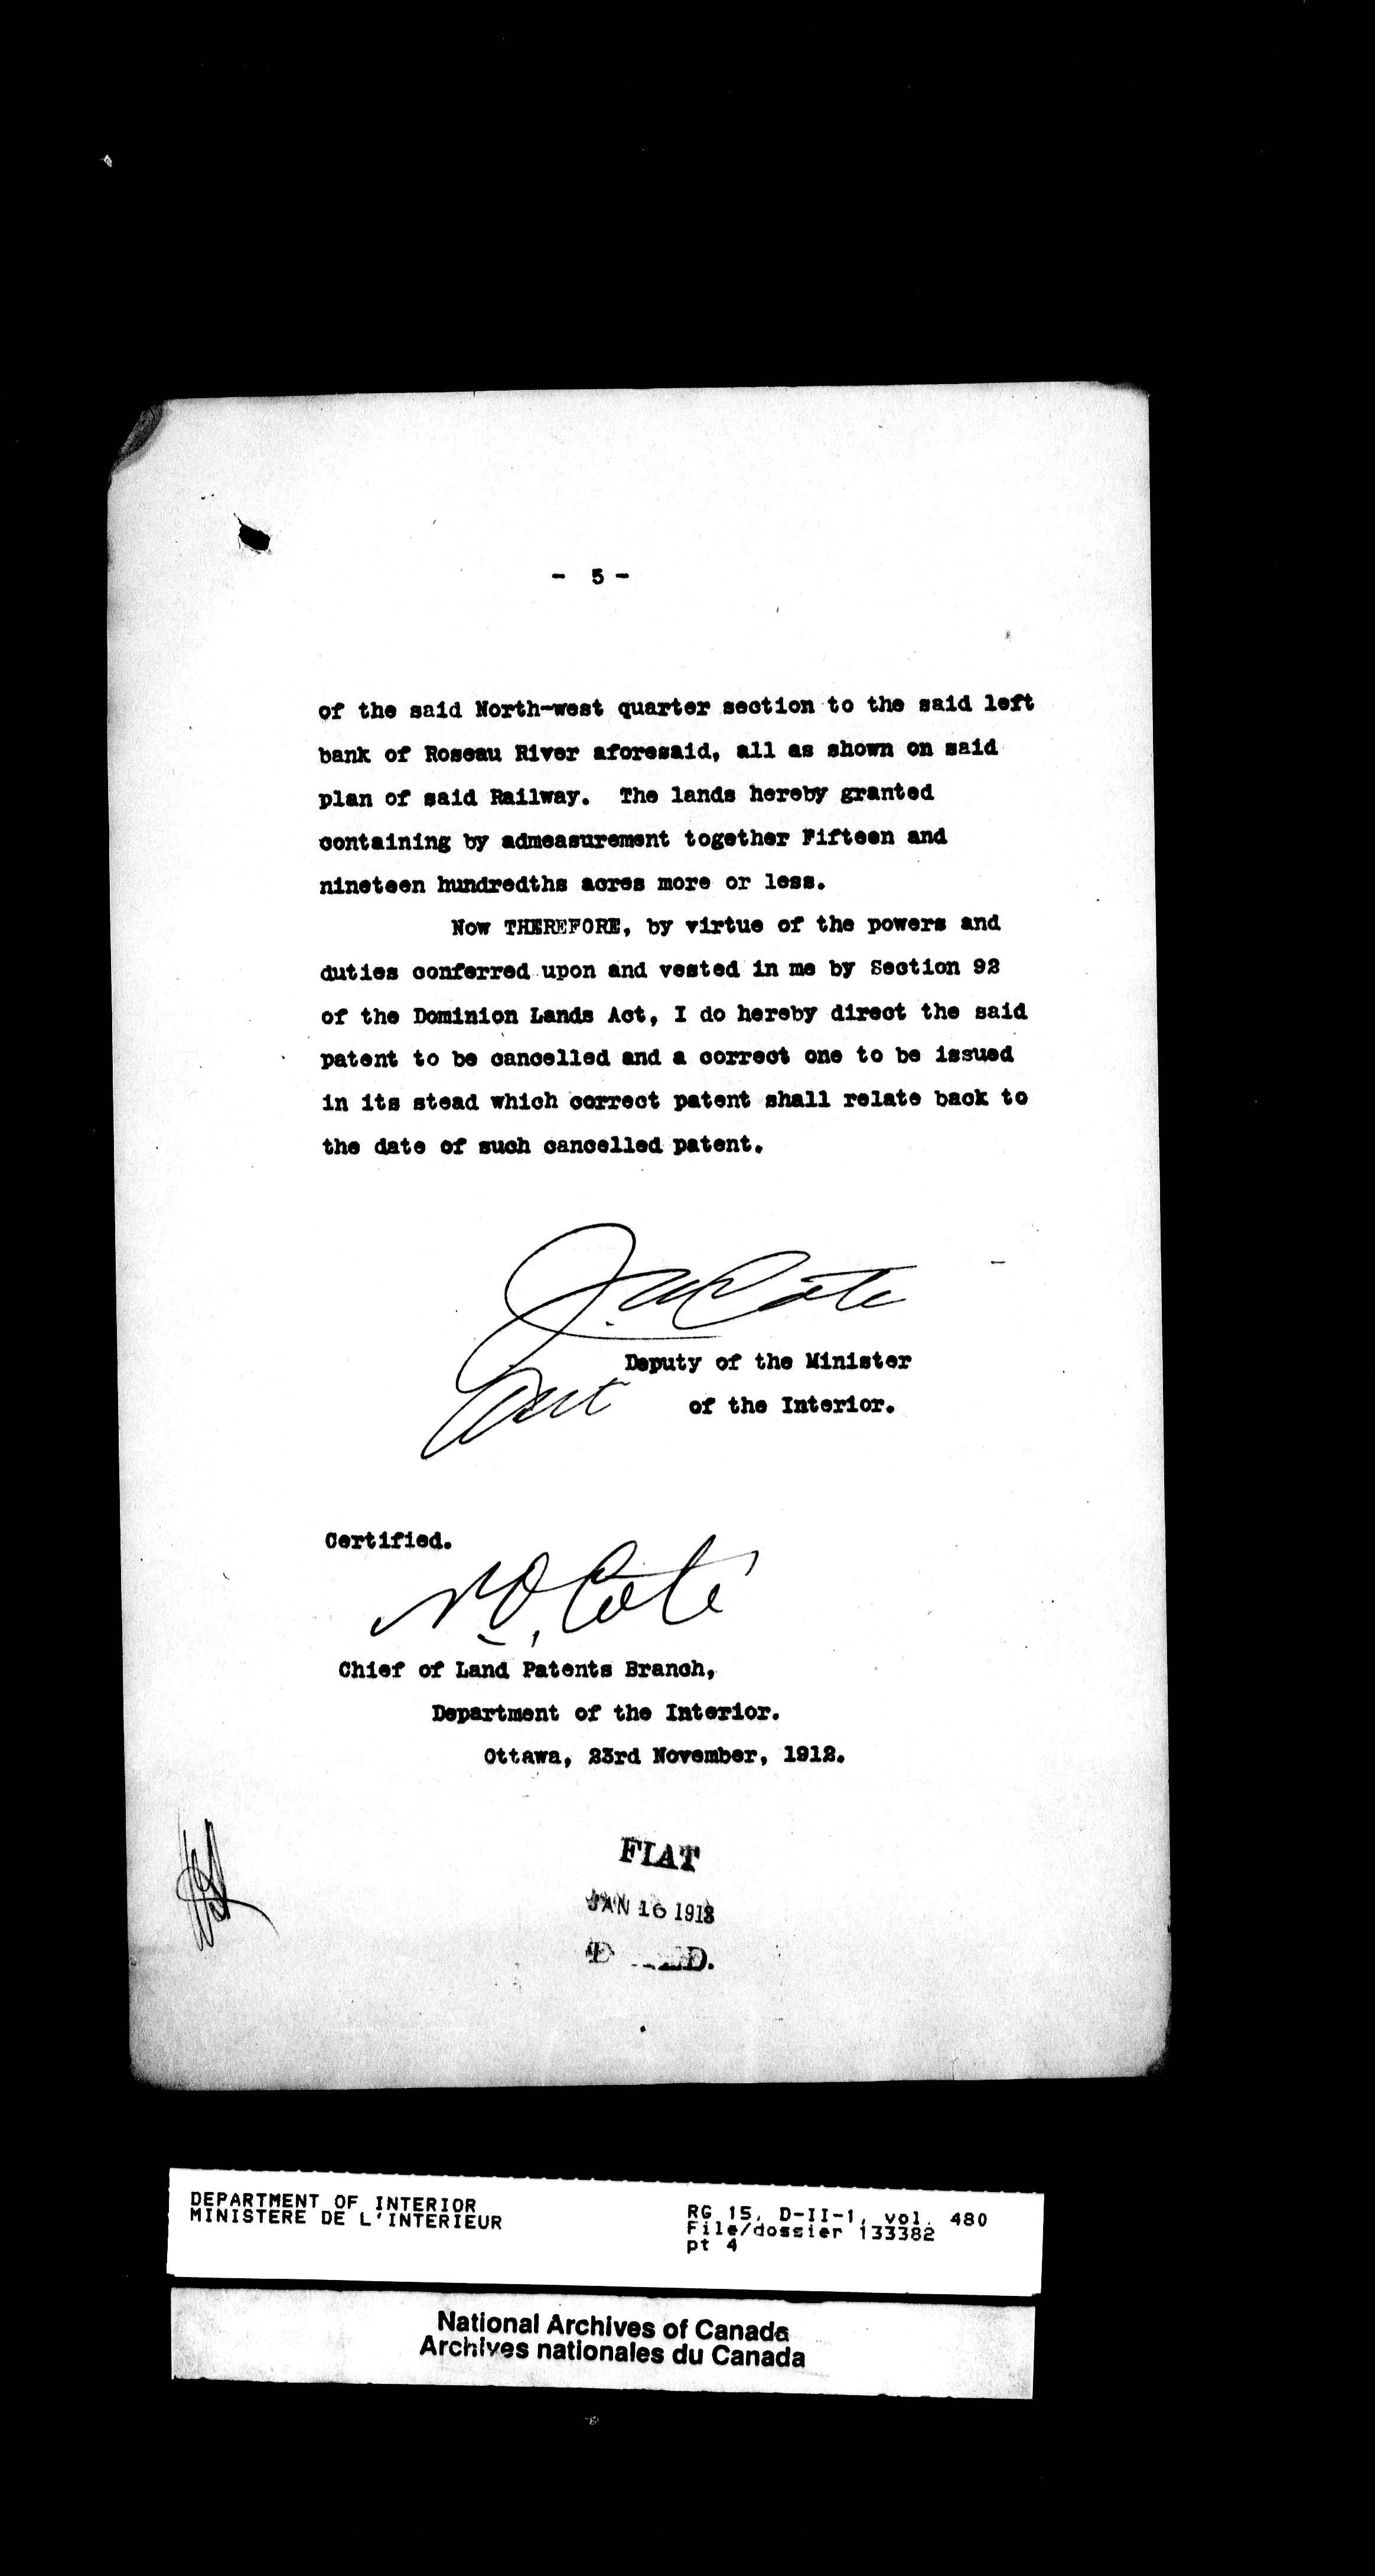 - 5 -
of the said North-west quarter section to the said left
bank of Roseau River aforesaid, all as shown on said
plan of said Railway. The lands hereby granted
containing by admeasurement together Fifteen and
nineteen hundredths acres more or less.
Now THEREFORE, by virtue of the powers and
duties conferred upon and vested in me by Section 92
of the Dominion Lands Act, I do hereby direct the said
patent to be cancelled and a correct one to be issued
in its stead which correct patent shall relate back to
the date of such cancelled patent.
Cote
Deputy of the Minister
of the Interior.
Certified.
N.O. Coté
Chief of Land Patents Branch,
Department of the Interior.
Ottawa, 23rd November, 1912.
FIAT
JAN 16 1913
DEPARTMENT OF INTERIOR
MINISTERE DE L'INTERIEUR
RG 15, D-II-1, vol. 480
File/dossier 133382
pt 4
National Archives of Canada
Archives nationales du Canada